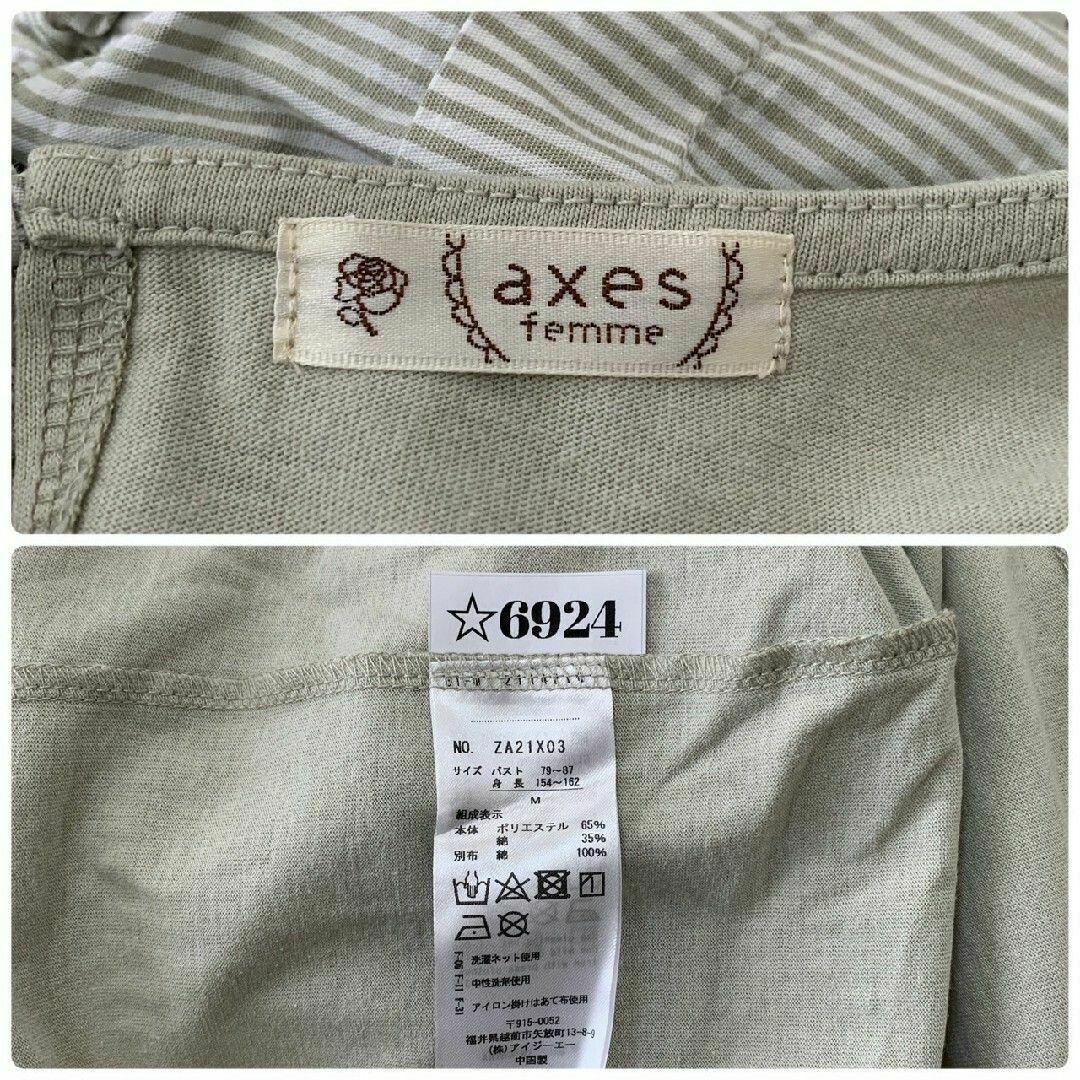 axes
femme
☆6924
NO. ZA21X03
サイズ バスト 79~87
身長 154~162
M
組成表示
本体 ポリエステル 65%
綿 35%
別布 綿 100%
F-06 洗濯ネット使用
F-11 中性洗剤使用
F-31 アイロン掛けはあて布使用
〒915-0052
福井県越前市矢放町13-8-9
(株)アイジーエー
中国製